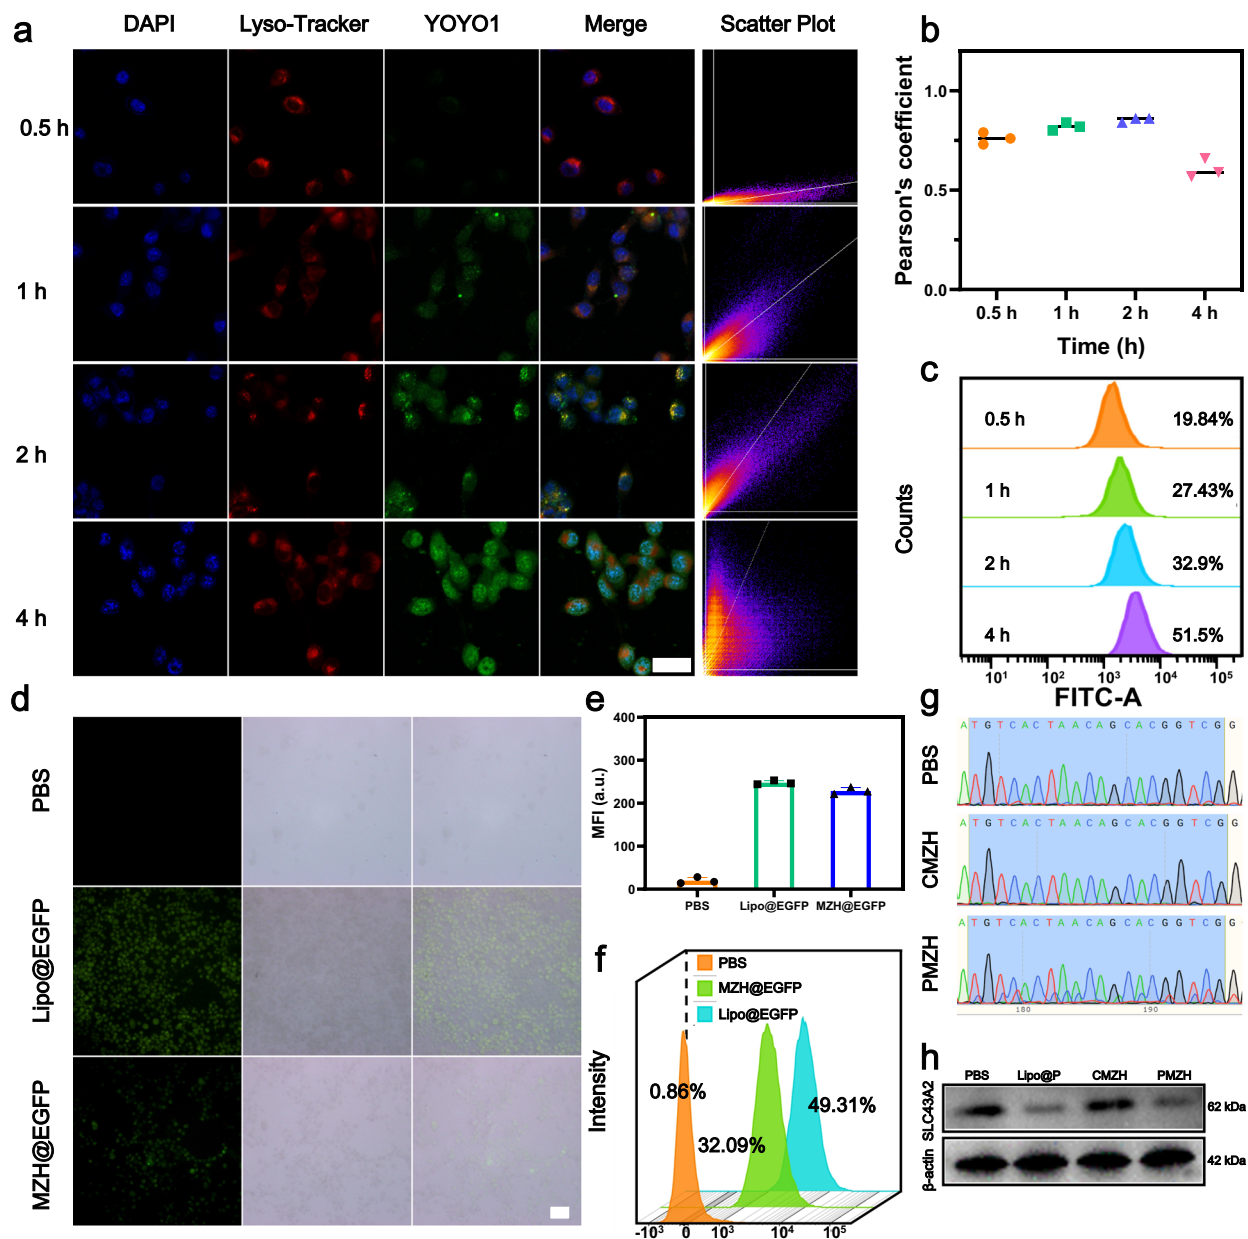 a
DAPI Lyso-Tracker YOYO1 Merge Scatter Plot
0.5 h
1 h
2 h
4 h
b
Pearson's coefficient
1.0
0.5
0.0
0.5 h 1 h 2 h 4 h
Time (h)
c
Counts
0.5 h 19.84%
1 h 27.43%
2 h 32.9%
4 h 51.5%
10¹ 10² 10³ 10⁴ 10⁵
FITC-A
d
PBS
Lipo@EGFP
MZH@EGFP
e
MFI (a.u.)
400
300
200
100
0
PBS Lipo@EGFP MZH@EGFP
f
Intensity
PBS
MZH@EGFP
Lipo@EGFP
0.86%
32.09%
49.31%
-10³ 0 10³ 10⁴ 10⁵
g
PBS
A T G T C A C T A A C A G C A C G G T C G G
CMZH
A T G T C A C T A A C A G C A C G G T C G G
PMZH
A T G T C A C T A A C A G C A C G G T C G G
180 190
h
PBS Lipo@P CMZH PMZH
SLC43A2 62 kDa
β-actin 42 kDa